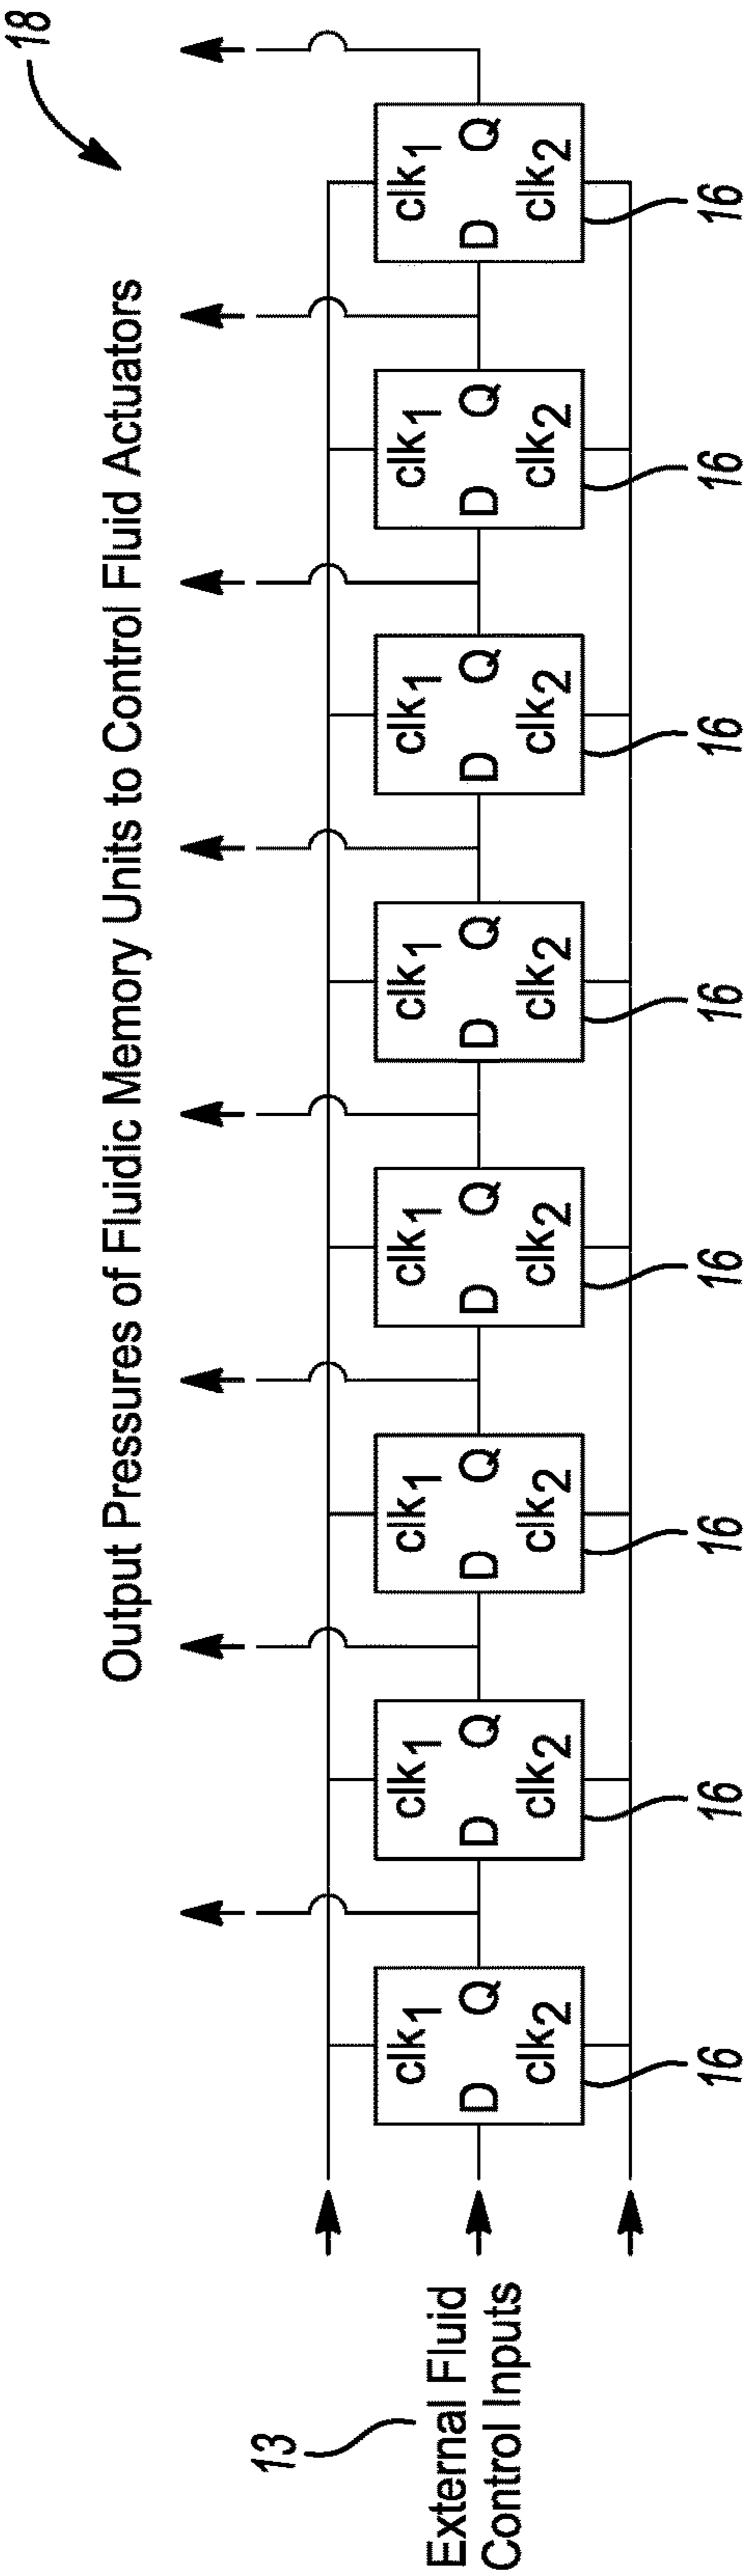 18
Output Pressures of Fluidic Memory Units to Control Fluid Actuators
13
External Fluid
Control Inputs
clk1
D Q
clk2
16
clk1
D Q
clk2
16
clk1
D Q
clk2
16
clk1
D Q
clk2
16
clk1
D Q
clk2
16
clk1
D Q
clk2
16
clk1
D Q
clk2
16
clk1
D Q
clk2
16